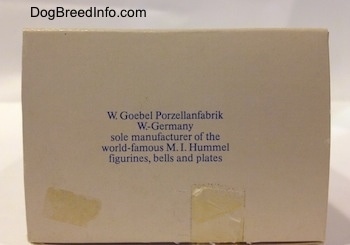 DogBreedInfo.com
W. Goebel Porzellanfabrik
W.-Germany
sole manufacturer of the
world-famous M. I. Hummel
figurines, bells and plates